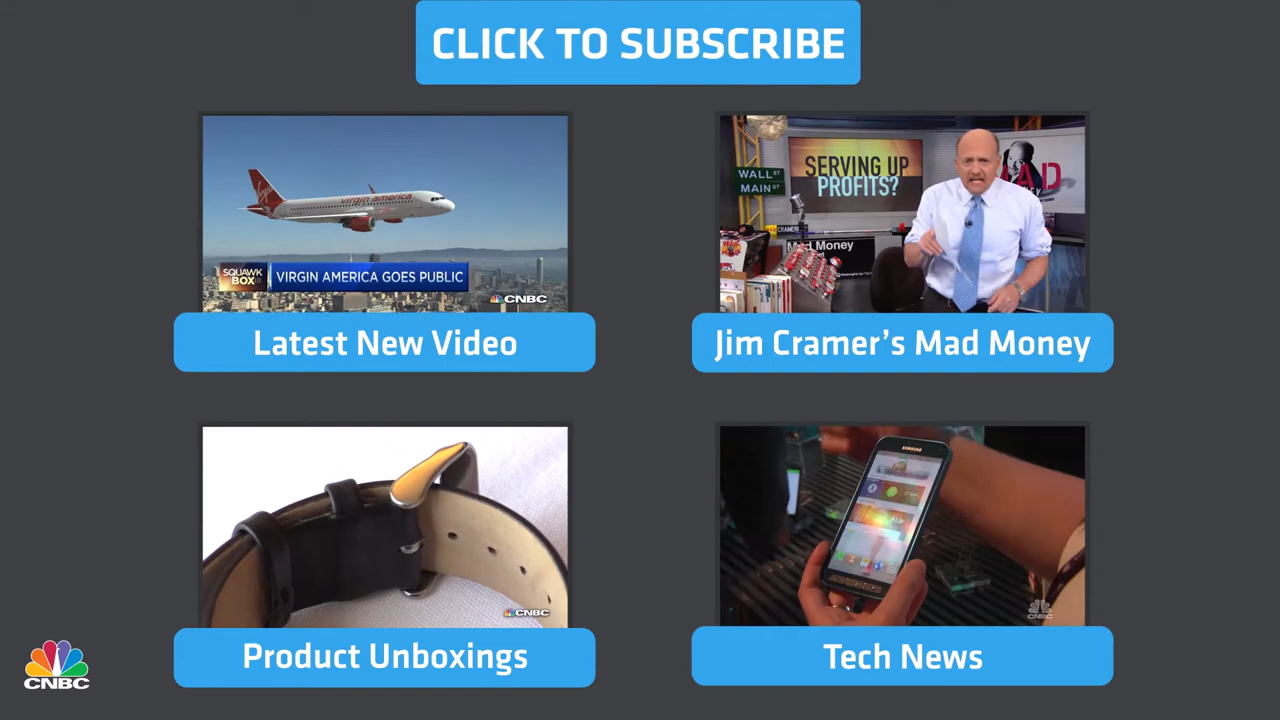 CLICK TO SUBSCRIBE
virgin america
SQUAWK
BOX
VIRGIN AMERICA GOES PUBLIC
CNBC
Latest New Video
SERVING UP
PROFITS?
WALL ST
MAIN ST
Mad Money
Jim Cramer’s Mad Money
CNBC
Product Unboxings
SAMSUNG
CNBC
Tech News
CNBC